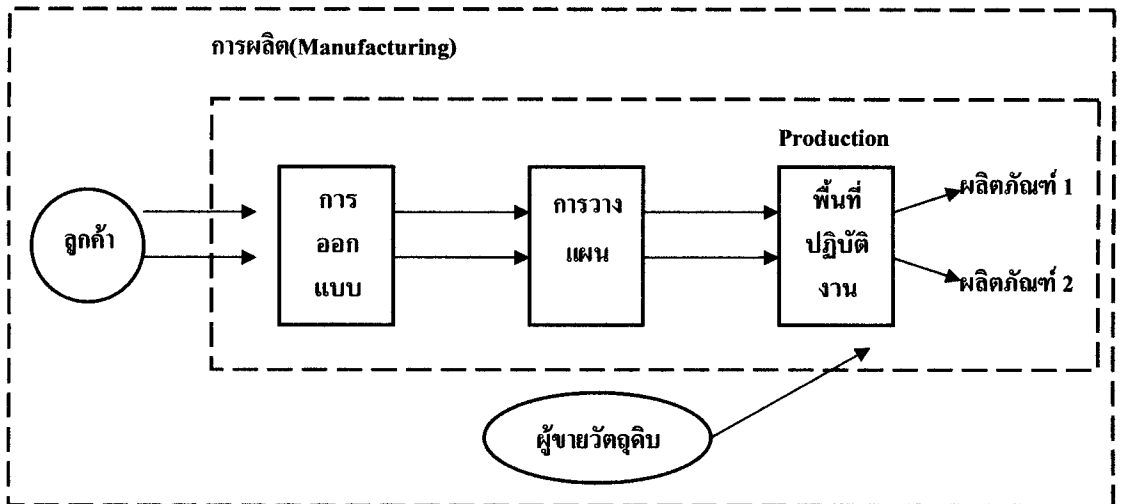 การผลิต(Manufacturing)
Production
ลูกค้า
การ
ออก
แบบ
การวาง
แผน
พื้นที่
ปฏิบัติ
งาน
ผลิตภัณฑ์ 1
ผลิตภัณฑ์ 2
ผู้ขายวัตถุดิบ